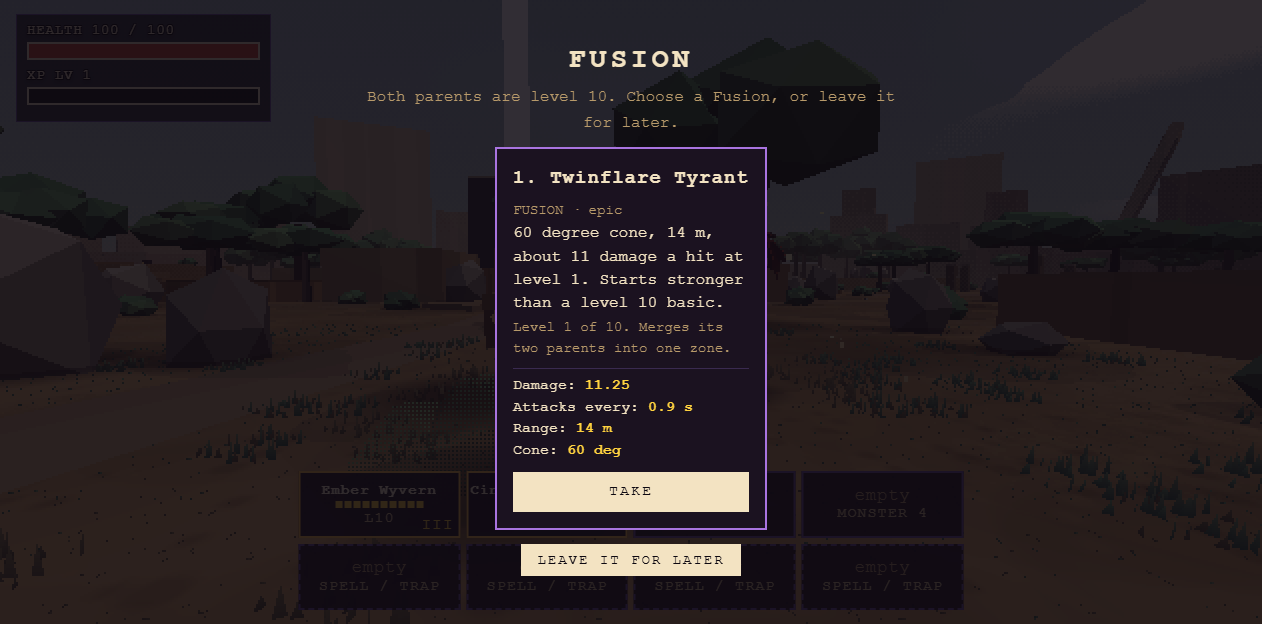 HEALTH 100 / 100
XP LV 1
FUSION
Both parents are level 10. Choose a Fusion, or leave it
for later.
1. Twinflare Tyrant
FUSION · epic
60 degree cone, 14 m,
about 11 damage a hit at
level 1. Starts stronger
than a level 10 basic.
Level 1 of 10. Merges its
two parents into one zone.
Damage: 11.25
Attacks every: 0.9 s
Range: 14 m
Cone: 60 deg
TAKE
Ember Wyvern
L10
III
empty
MONSTER 4
LEAVE IT FOR LATER
empty
SPELL / TRAP
SPELL / TRAP
SPELL / TRAP
empty
SPELL / TRAP